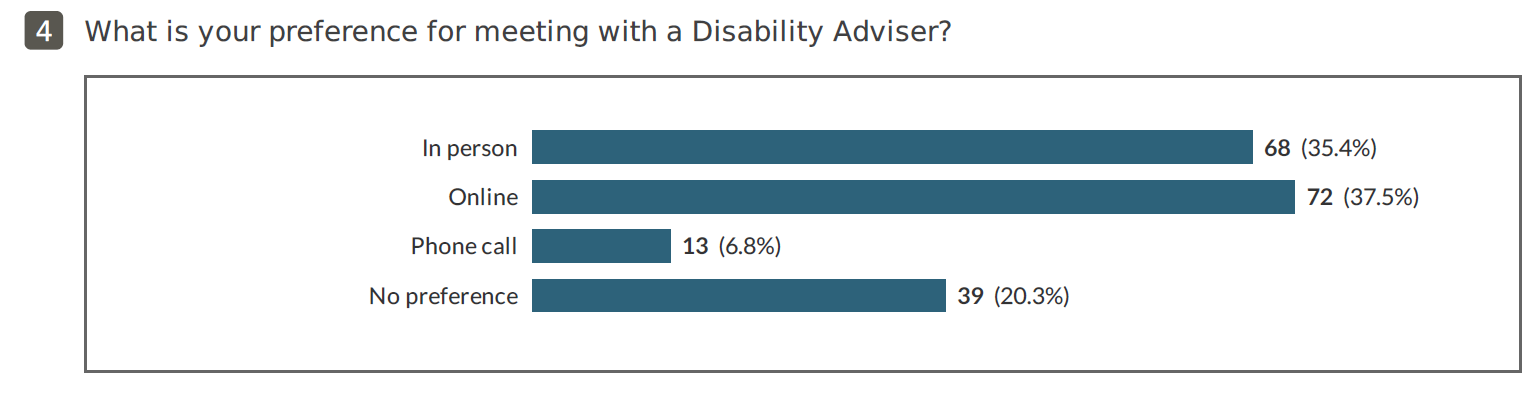 4 What is your preference for meeting with a Disability Adviser?
In person 68 (35.4%)
Online 72 (37.5%)
Phone call 13 (6.8%)
No preference 39 (20.3%)